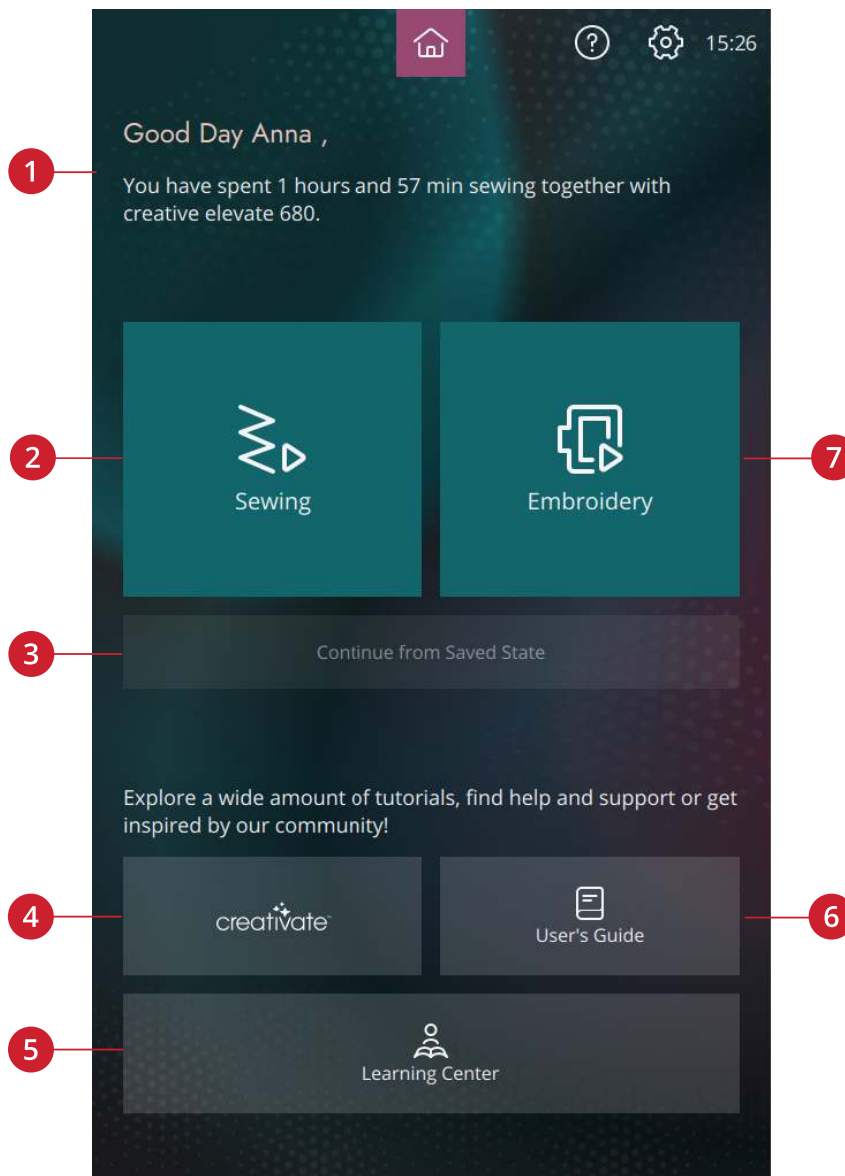 15:26
Good Day Anna ,
1
You have spent 1 hours and 57 min sewing together with
creative elevate 680.
2
Sewing
Embroidery
7
3
Continue from Saved State
Explore a wide amount of tutorials, find help and support or get
inspired by our community!
4
creativate™
User's Guide
6
5
Learning Center